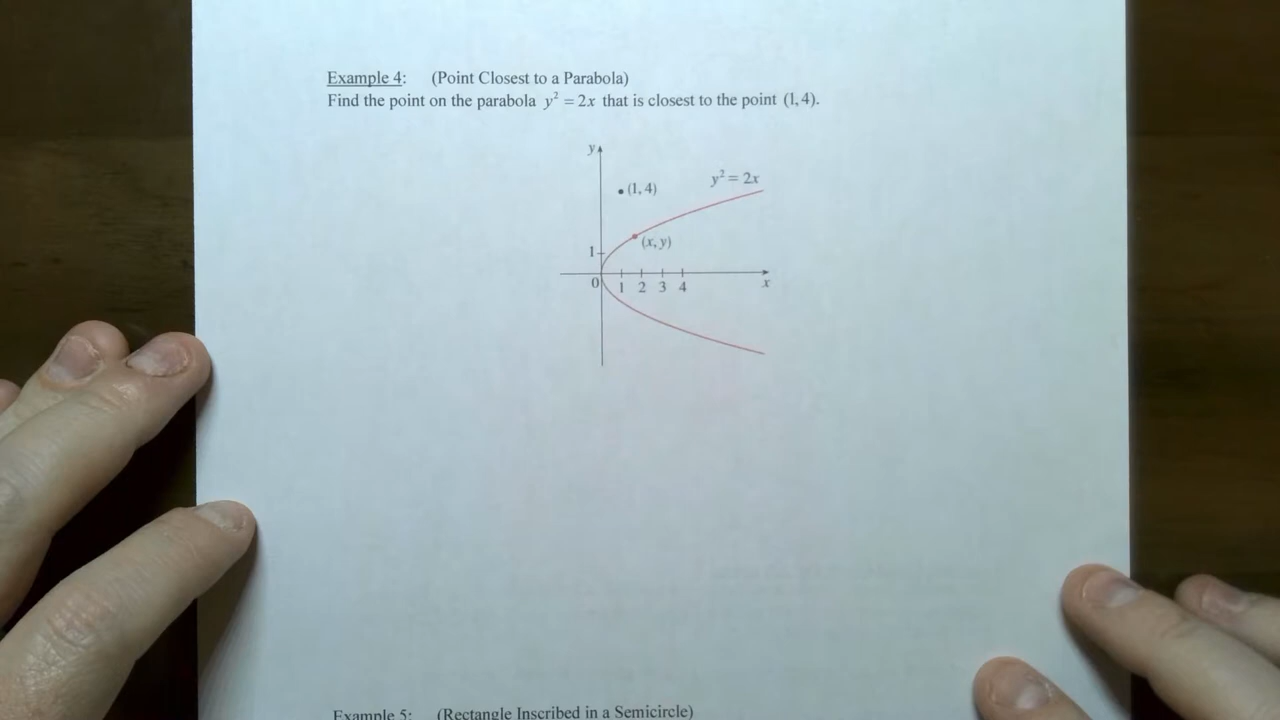 Example 4: (Point Closest to a Parabola)
Find the point on the parabola y² = 2x that is closest to the point (1, 4).
y
(1, 4)
y² = 2x
(x, y)
1
0 1 2 3 4 x
Example 5: (Rectangle Inscribed in a Semicircle)